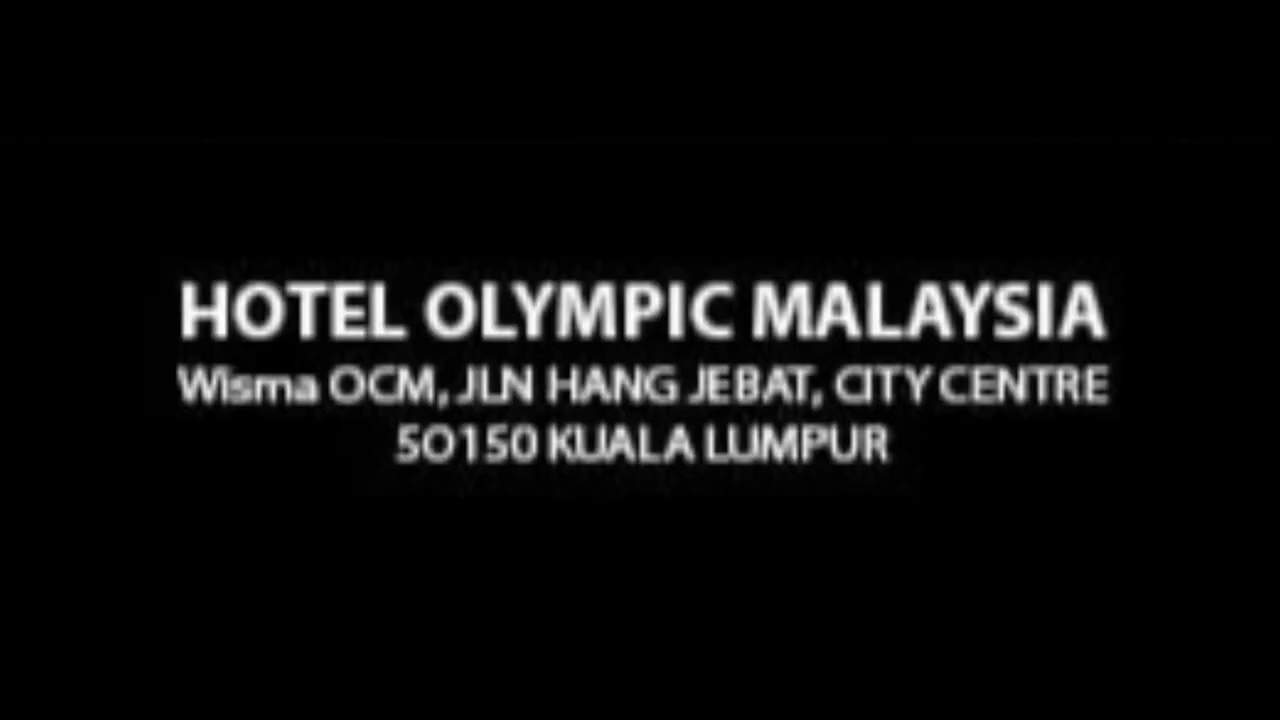 HOTEL OLYMPIC MALAYSIA
Wisma OCM, JLN HANG JEBAT, CITY CENTRE
50150 KUALA LUMPUR